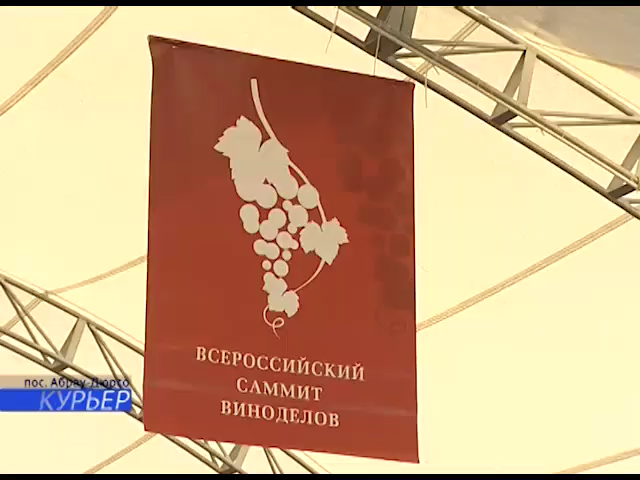 ВСЕРОССИЙСКИЙ
САММИТ
ВИНОДЕЛОВ
пос. Абрау-Дюрсо
КУРЬЕР